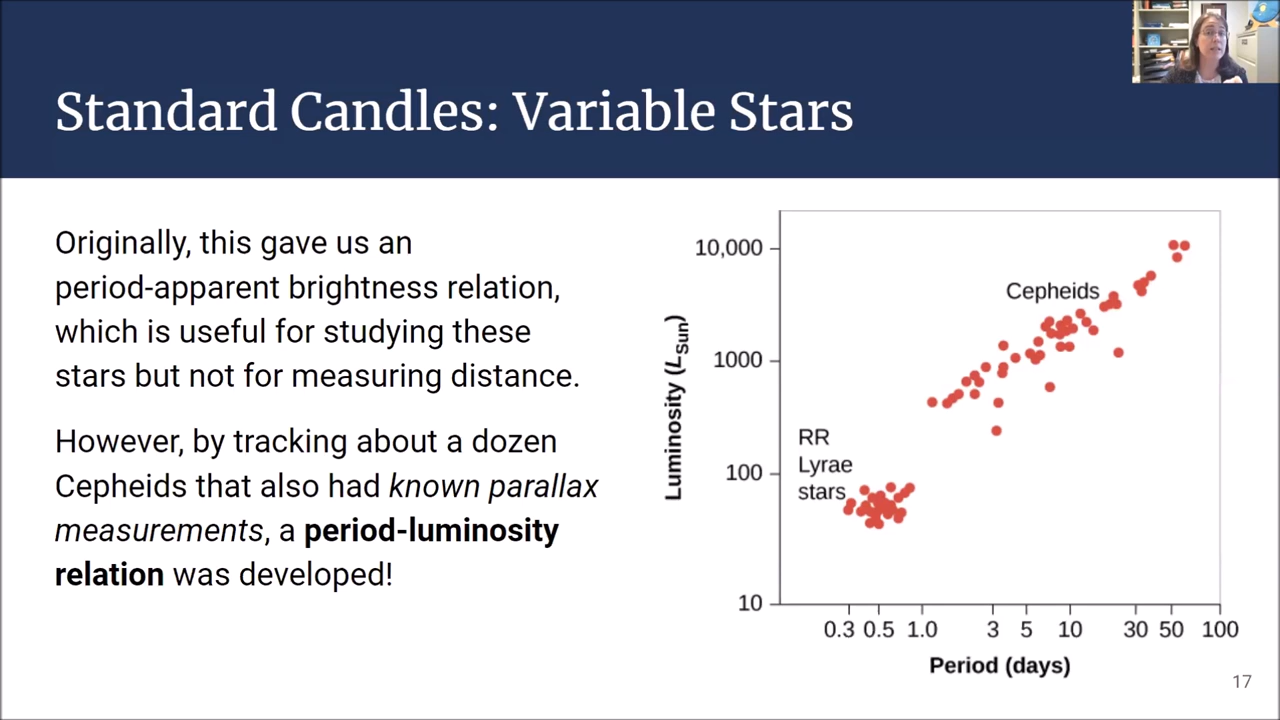 Standard Candles: Variable Stars
Originally, this gave us an
period-apparent brightness relation,
which is useful for studying these
stars but not for measuring distance.
However, by tracking about a dozen
Cepheids that also had known parallax
measurements, a period-luminosity
relation was developed!
10,000
1000
100
10
Luminosity (LSun)
Cepheids
RR
Lyrae
stars
0.3 0.5 1.0 3 5 10 30 50 100
Period (days)
17